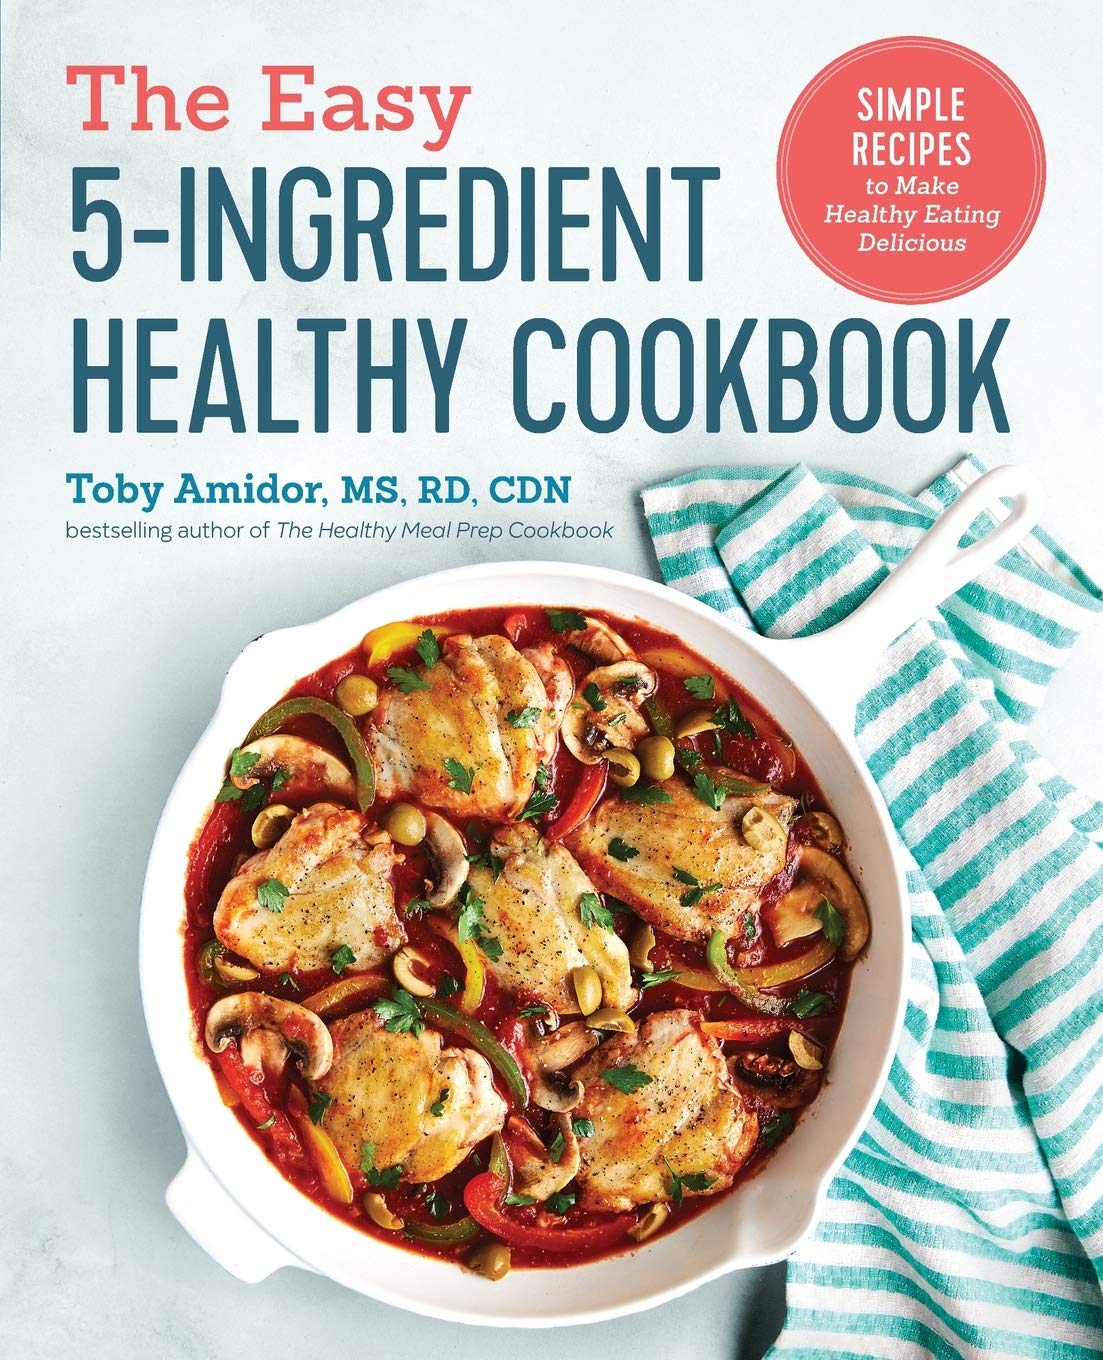 The Easy
5-INGREDIENT
HEALTHY COOKBOOK
SIMPLE
RECIPES
to Make
Healthy Eating
Delicious
Toby Amidor, MS, RD, CDN
bestselling author of The Healthy Meal Prep Cookbook